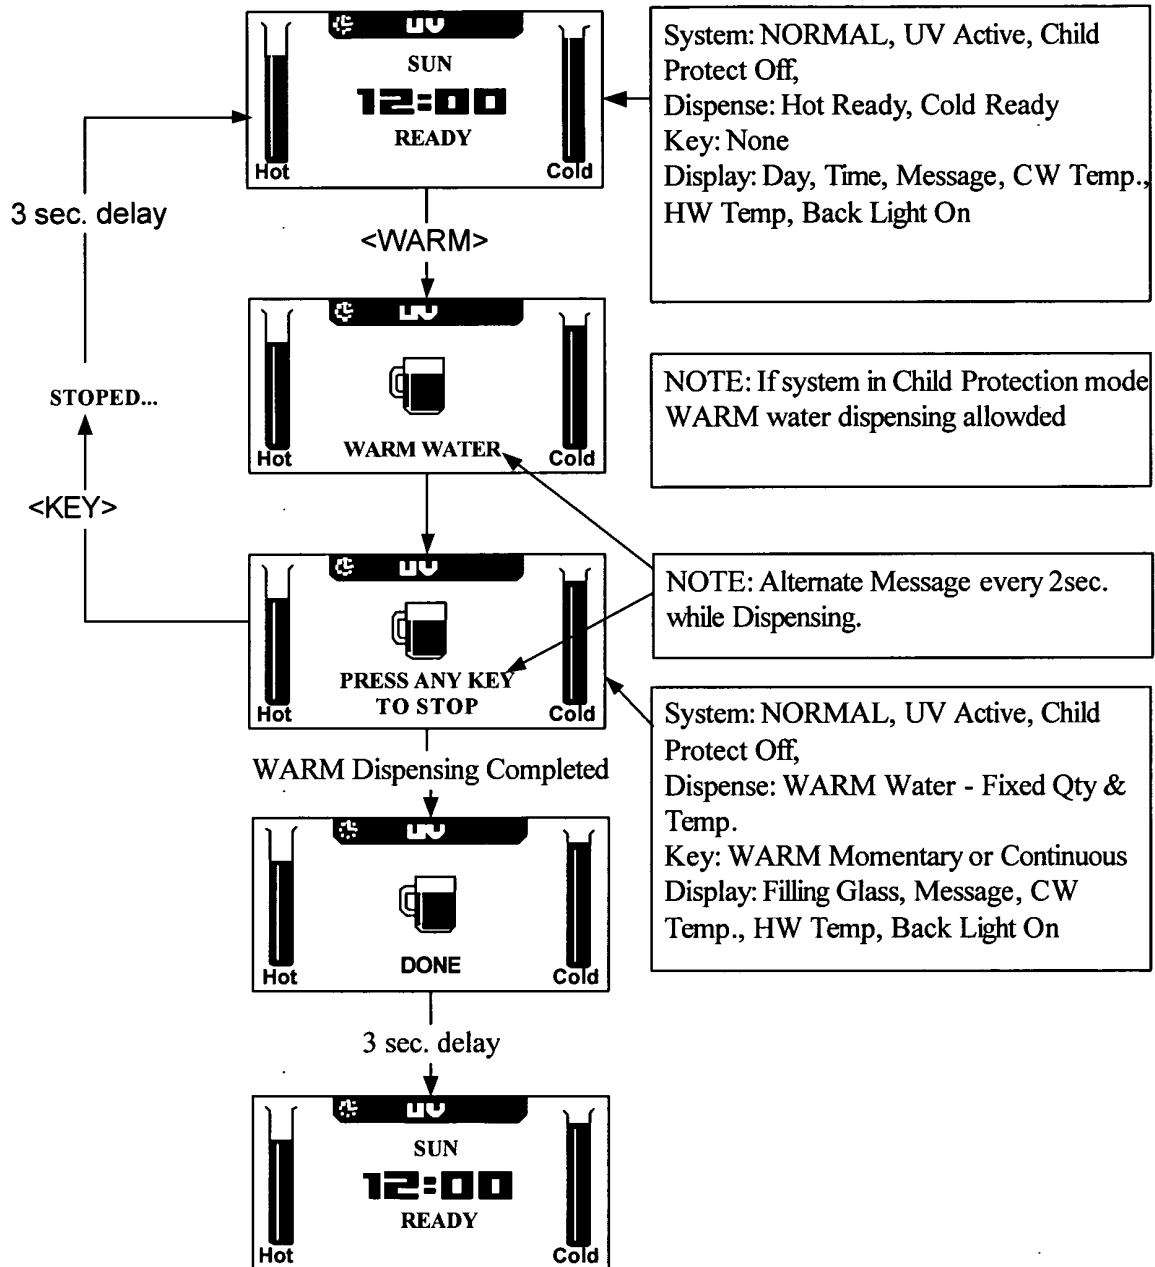 UV
SUN
12:00
READY
Hot
Cold
System: NORMAL, UV Active, Child
Protect Off,
Dispense: Hot Ready, Cold Ready
Key: None
Display: Day, Time, Message, CW Temp.,
HW Temp, Back Light On
3 sec. delay
<WARM>
UV
WARM WATER
Hot
Cold
NOTE: If system in Child Protection mode
WARM water dispensing allowded
STOPED...
<KEY>
UV
PRESS ANY KEY
TO STOP
Hot
Cold
NOTE: Alternate Message every 2sec.
while Dispensing.
System: NORMAL, UV Active, Child
Protect Off,
Dispense: WARM Water - Fixed Qty &
Temp.
Key: WARM Momentary or Continuous
Display: Filling Glass, Message, CW
Temp., HW Temp, Back Light On
WARM Dispensing Completed
UV
DONE
Hot
Cold
3 sec. delay
UV
SUN
12:00
READY
Hot
Cold